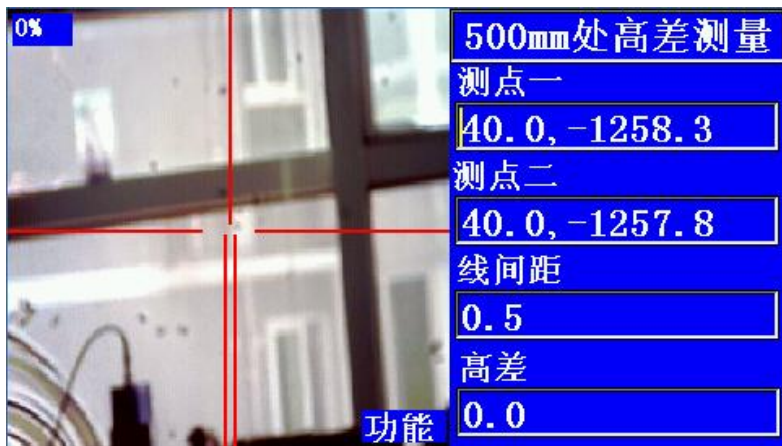 0%
500mm处高差测量
测点一
40.0,-1258.3
测点二
40.0,-1257.8
线间距
0.5
高差
0.0
功能